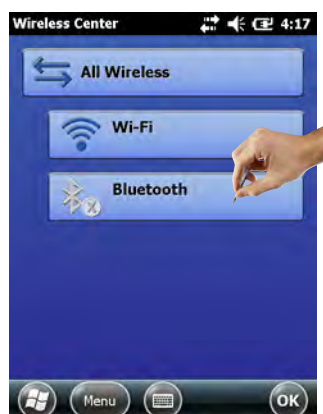 Wireless Center 4:17
All Wireless
Wi-Fi
Bluetooth
Menu OK